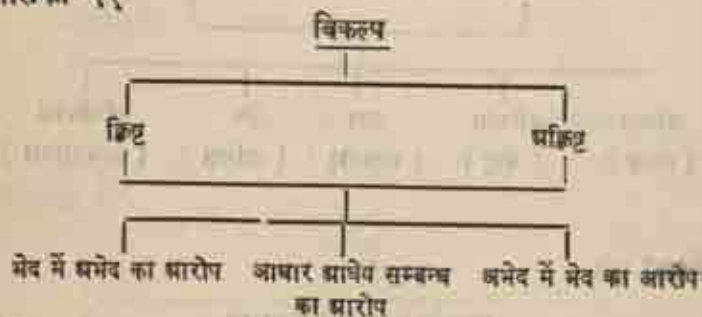 विकल्प
क्लिष्ट अक्लिष्ट
भेद में अभेद का आरोप आधार आधेय सम्बन्ध का आरोप अभेद में भेद का आरोप